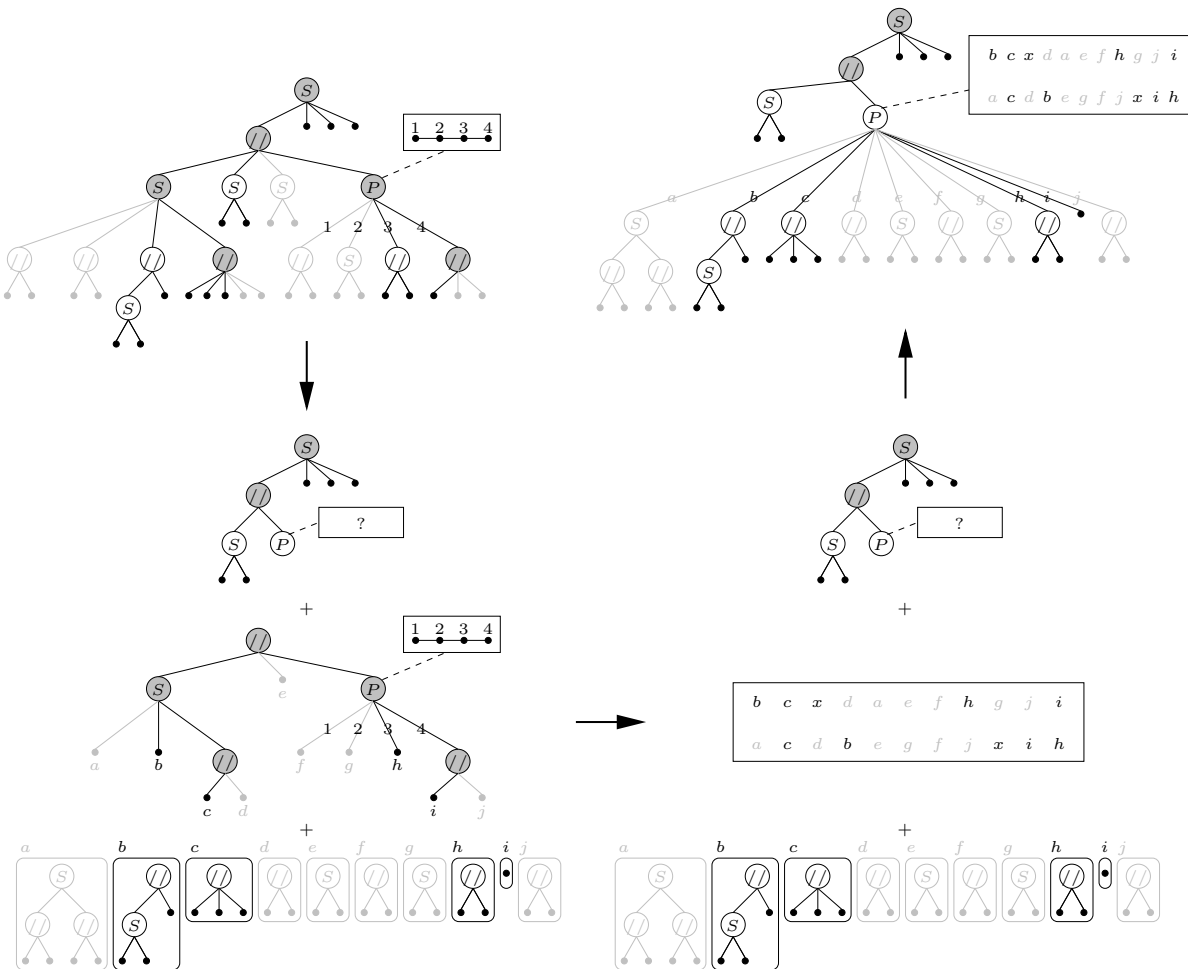 S
b c x d a e f h g j i
//
S
a c d b e g f j x i h
S
P
1 2 3 4
//
S S S P
a b c d e f g h i j
1 2 3 4
S // // // // S // S // //
// // // // // S // //
// // S
S
S S
// //
?
?
S P
S P
+
+
1 2 3 4
//
e
S P
b c x d a e f h g j i
1 2 3 4
a b f g h
a c d b e g f j x i h
// //
c d i j
+
+
a b c d e f g h i j
a b c d e f g h i j
S // // // S // S // //
S // // // S // S // //
// // S
// // S